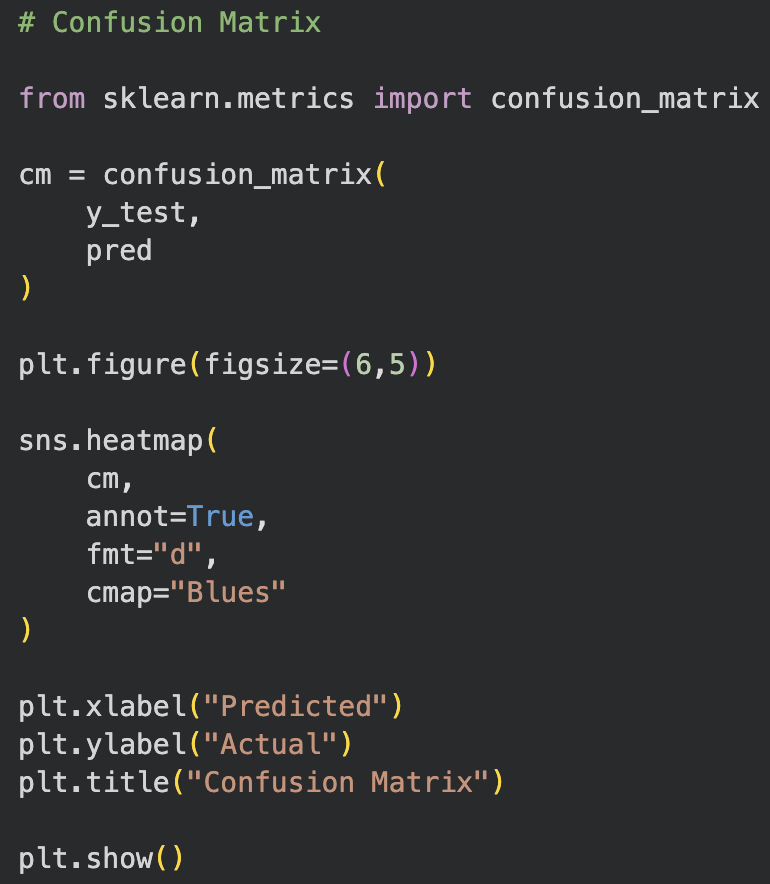 # Confusion Matrix
from sklearn.metrics import confusion_matrix
cm = confusion_matrix(
    y_test,
    pred
)
plt.figure(figsize=(6,5))
sns.heatmap(
    cm,
    annot=True,
    fmt="d",
    cmap="Blues"
)
plt.xlabel("Predicted")
plt.ylabel("Actual")
plt.title("Confusion Matrix")
plt.show()